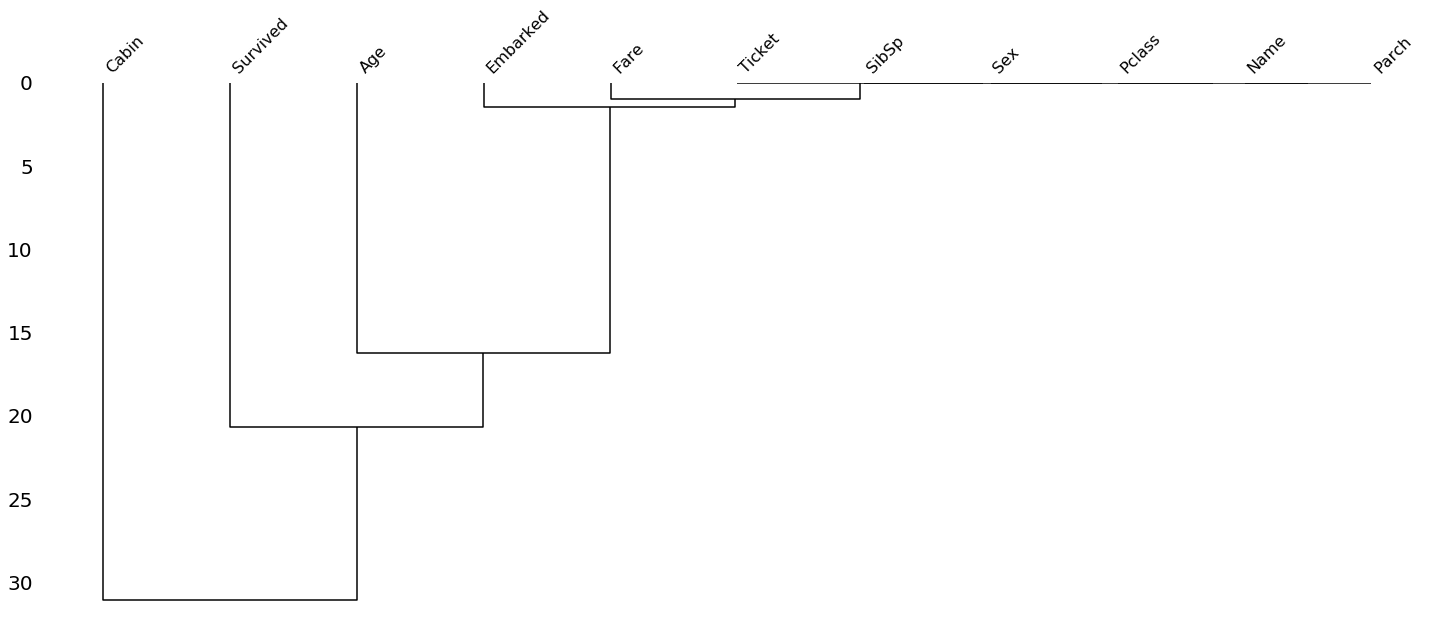 Cabin
Survived
Age
Embarked
Fare
Ticket
SibSp
Sex
Pclass
Name
Parch
0
5
10
15
20
25
30